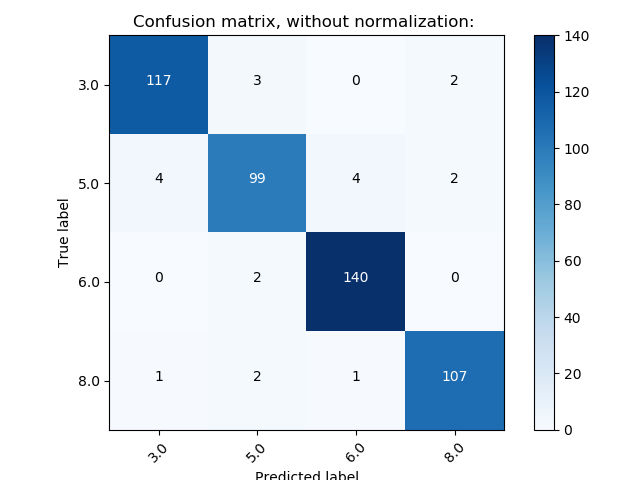 Confusion matrix, without normalization:
140
3.0 117 3 0 2
120
100
5.0 4 99 4 2
80
True label
60
6.0 0 2 140 0
40
8.0 1 2 1 107
20
0
3.0 5.0 6.0 8.0
Predicted label